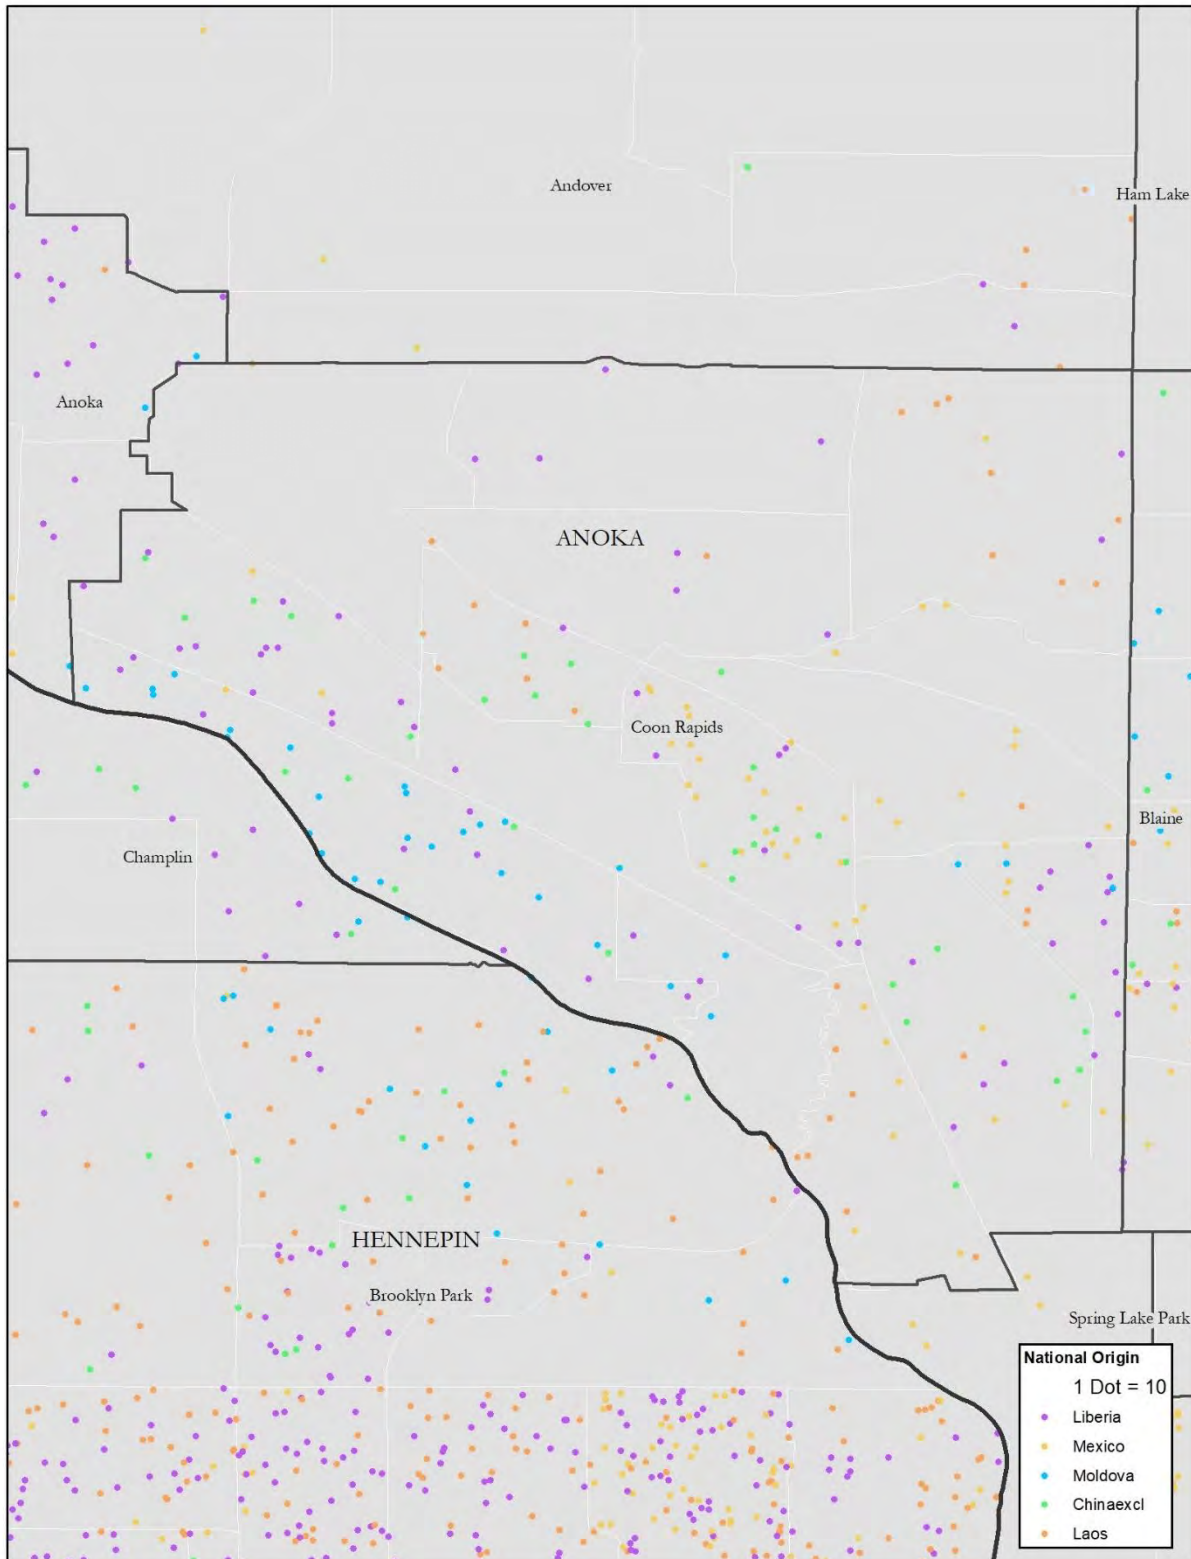 Andover
Ham Lake
Anoka
ANOKA
Coon Rapids
Blaine
Champlin
HENNEPIN
Brooklyn Park
Spring Lake Park
National Origin
1 Dot = 10
Liberia
Mexico
Moldova
Chinaexcl
Laos